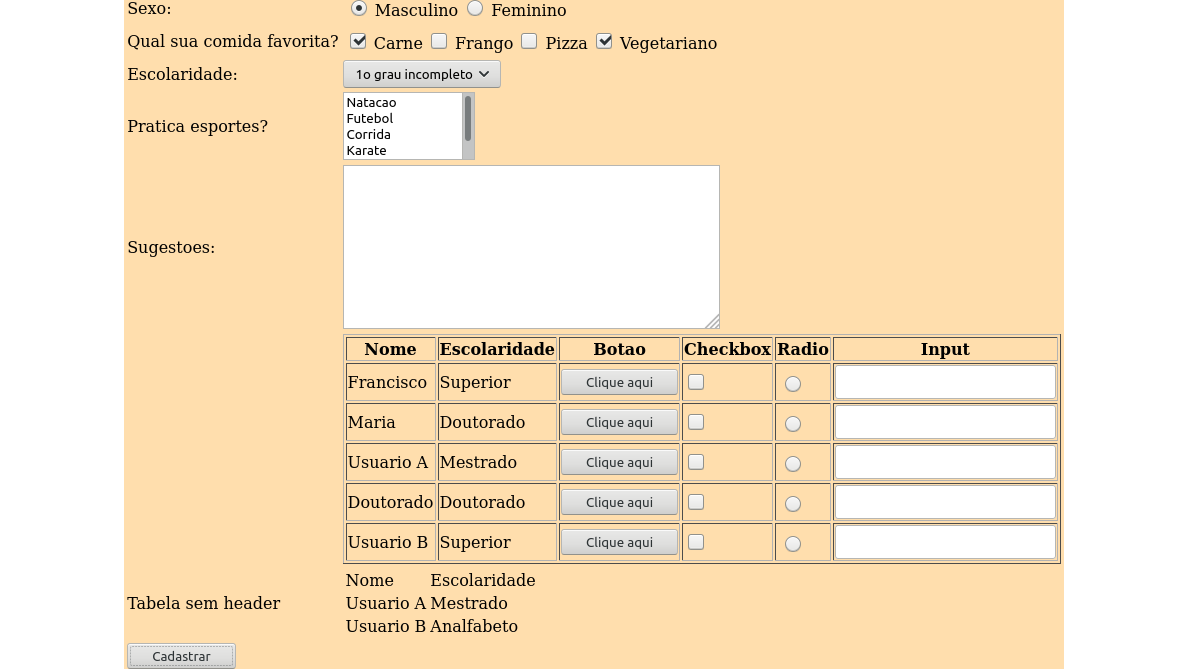 Sexo: Masculino Feminino
Qual sua comida favorita? Carne Frango Pizza Vegetariano
Escolaridade: 1o grau incompleto
Pratica esportes?
Natacao
Futebol
Corrida
Karate
Sugestoes:
Nome Escolaridade Botao Checkbox Radio Input
Francisco Superior Clique aqui
Maria Doutorado Clique aqui
Usuario A Mestrado Clique aqui
Doutorado Doutorado Clique aqui
Usuario B Superior Clique aqui
Tabela sem header
Nome Escolaridade
Usuario A Mestrado
Usuario B Analfabeto
Cadastrar